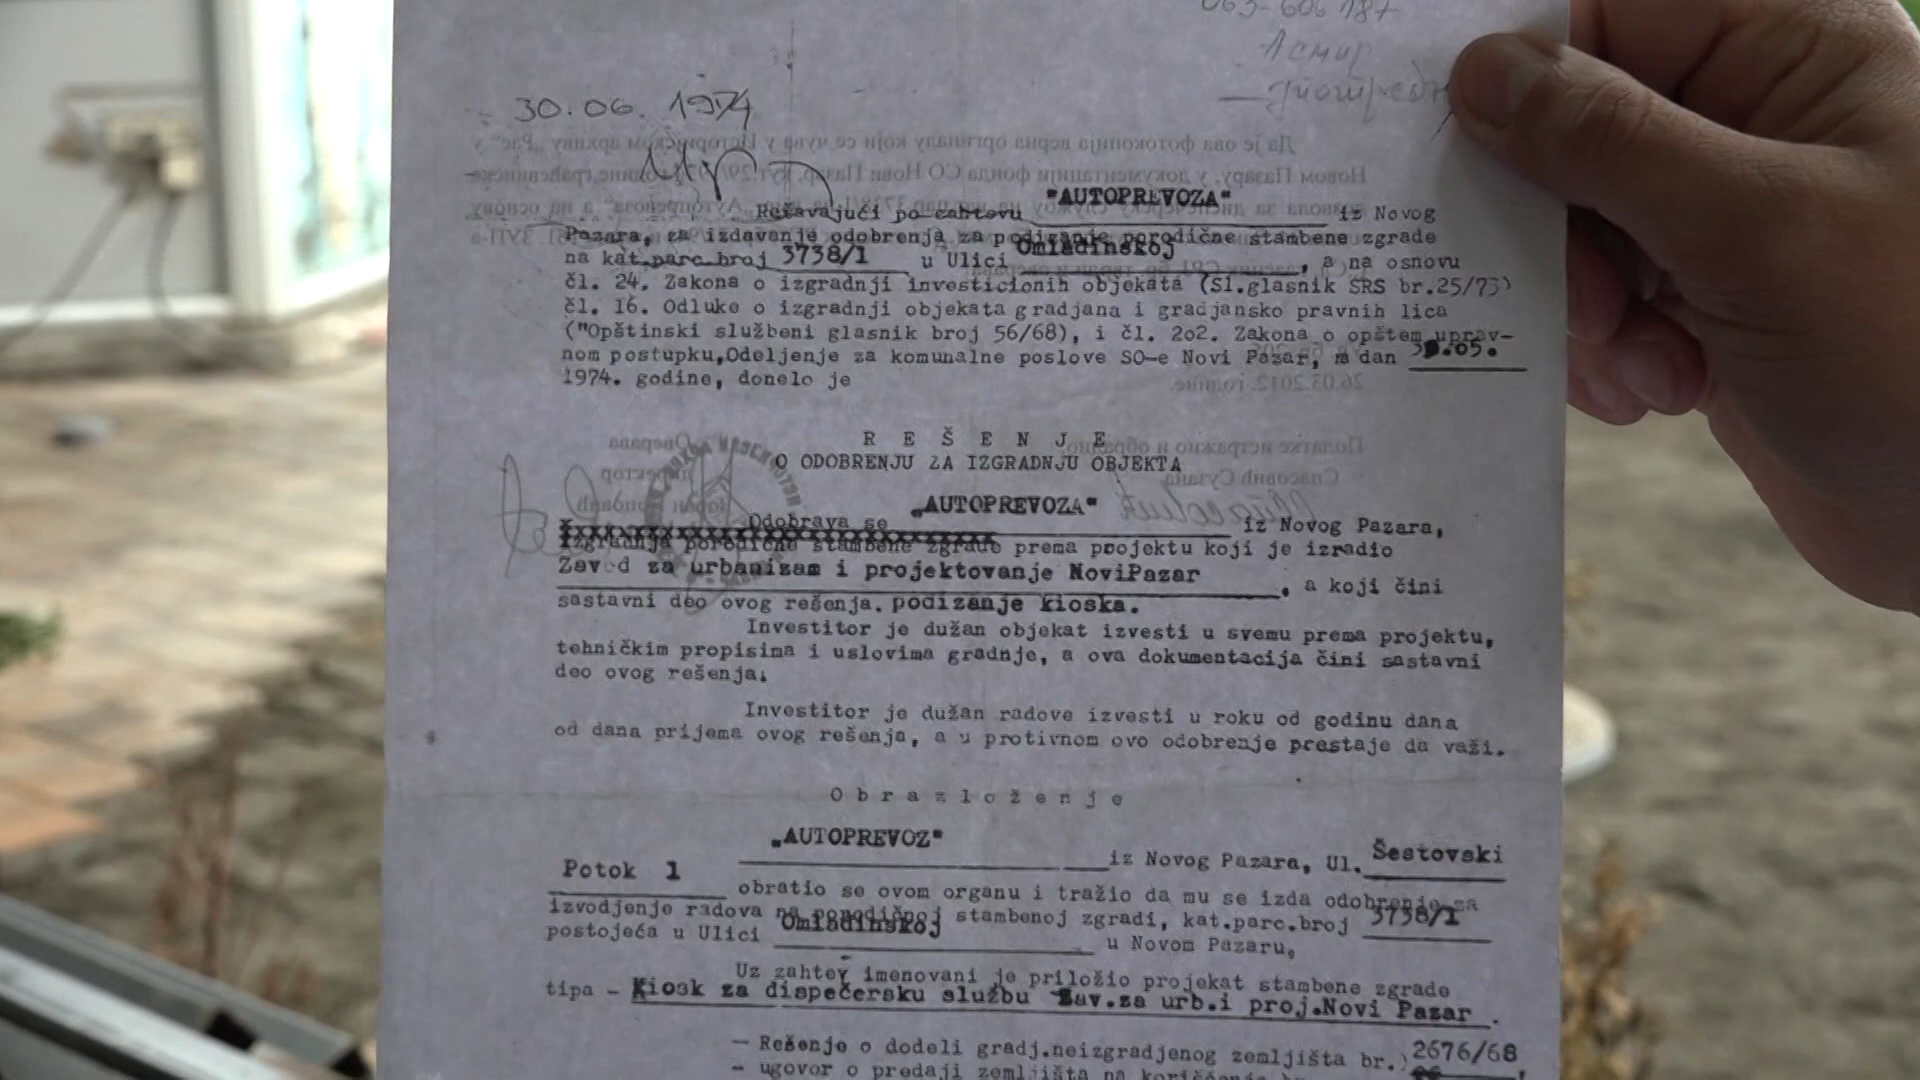 063-606 187
Асмир
30.06. 1974
"AUTOPREVOZA"
Rešavajući po zahtevu iz Novog
Pazara, za izdavanje odobrenja za podizanje porodične stambene zgrade
na kat.parc.broj 3738/1 u Ulici Omladinskoj, a na osnovu
čl. 24. Zakona o izgradnji investicionih objekata (Sl.glasnik SRS br.25/73)
čl. 16. Odluke o izgradnji objekata gradjana i gradjansko pravnih lica
("Opštinski službeni glasnik broj 56/68), i čl. 2o2. Zakona o opštem uprav-
nom postupku,Odeljenje za komunalne poslove SO-e Novi Pazar, dan .05.
1974. godine, donelo je
R E Š E N J E
O ODOBRENJU ZA IZGRADNJU OBJEKTA
„AUTOPREVOZA"
Odobrava se iz Novog Pazara,
Izgradnja porodične stambene zgrade prema projektu koji je izradio
Zavod za urbanizam i projektovanje NoviPazar
, a koji čini
sastavni deo ovog rešenja. podizanje kioska.
Investitor je dužan objekat izvesti u svemu prema projektu,
tehničkim propisima i uslovima gradnje, a ova dokumentacija čini sastavni
deo ovog rešenja.
Investitor je dužan radove izvesti u roku od godinu dana
od dana prijema ovog rešenja, a u protivnom ovo odobrenje prestaje da važi.
O b r a z l o ž e n j e
„AUTOPREVOZ"
iz Novog Pazara, Ul. Šestovski
Potok 1
obratio se ovom organu i tražio da mu se izda odobrenje za
izvodjenje radova na porodičnoj stambenoj zgradi, kat.parc.broj 3738/1
postojeća u Ulici Omladinskoj u Novom Pazaru.
Uz zahtev imenovani je priložio projekat stambene zgrade
tipa - Kiosk za dispečersku službu Zav.za urb.i proj.Novi Pazar .
- Rešenje o dodeli gradj.neizgradjenog zemljišta br.) 2676/68
- ugovor o predaji zemljišta na